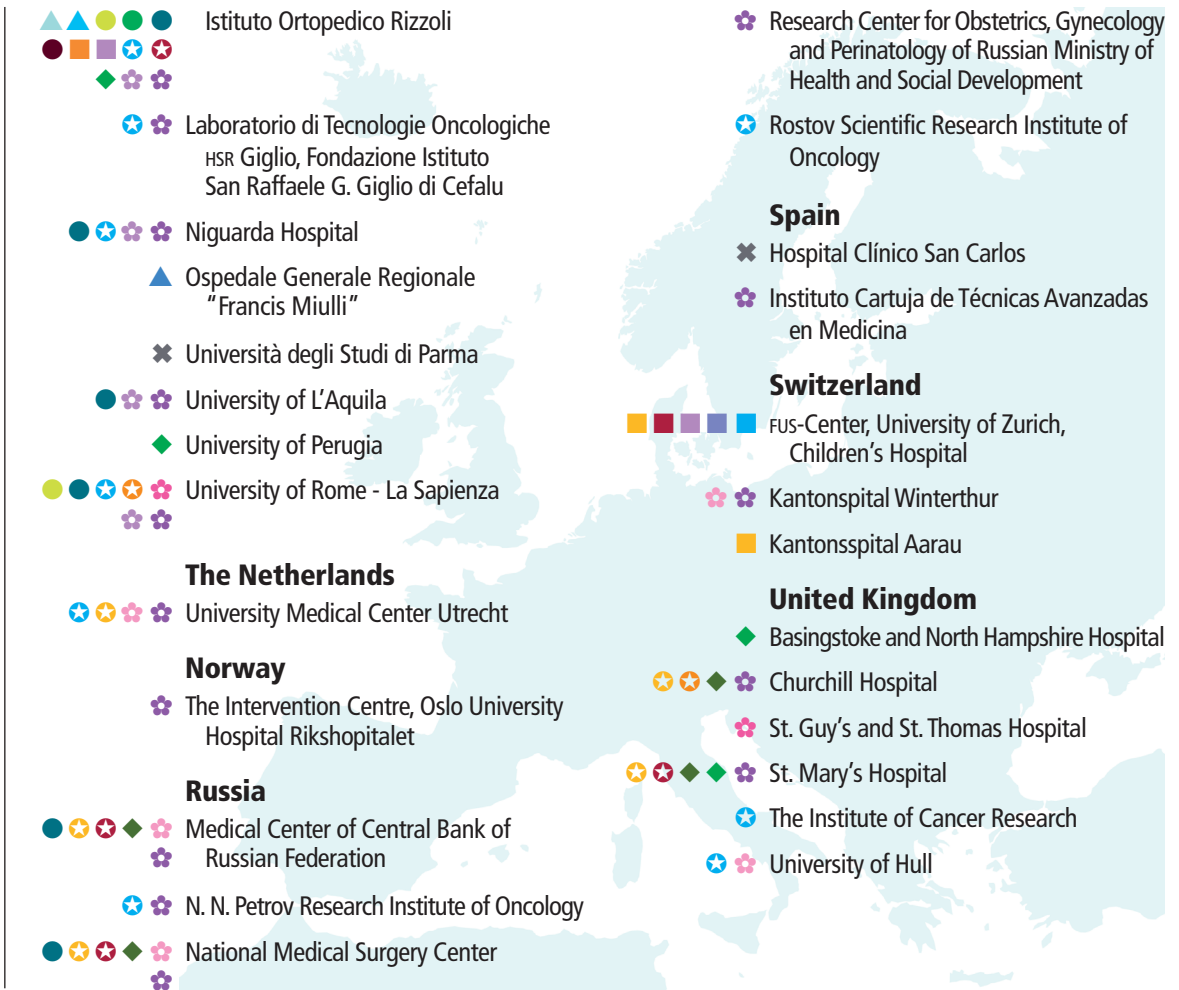 Istituto Ortopedico Rizzoli
Laboratorio di Tecnologie Oncologiche
HSR Giglio, Fondazione Istituto
San Raffaele G. Giglio di Cefalu
Niguarda Hospital
Ospedale Generale Regionale
"Francis Miulli"
Università degli Studi di Parma
University of L'Aquila
University of Perugia
University of Rome - La Sapienza
The Netherlands
University Medical Center Utrecht
Norway
The Intervention Centre, Oslo University
Hospital Rikshopitalet
Russia
Medical Center of Central Bank of
Russian Federation
N. N. Petrov Research Institute of Oncology
National Medical Surgery Center
Research Center for Obstetrics, Gynecology
and Perinatology of Russian Ministry of
Health and Social Development
Rostov Scientific Research Institute of
Oncology
Spain
Hospital Clínico San Carlos
Instituto Cartuja de Técnicas Avanzadas
en Medicina
Switzerland
FUS-Center, University of Zurich,
Children's Hospital
Kantonspital Winterthur
Kantonsspital Aarau
United Kingdom
Basingstoke and North Hampshire Hospital
Churchill Hospital
St. Guy's and St. Thomas Hospital
St. Mary's Hospital
The Institute of Cancer Research
University of Hull